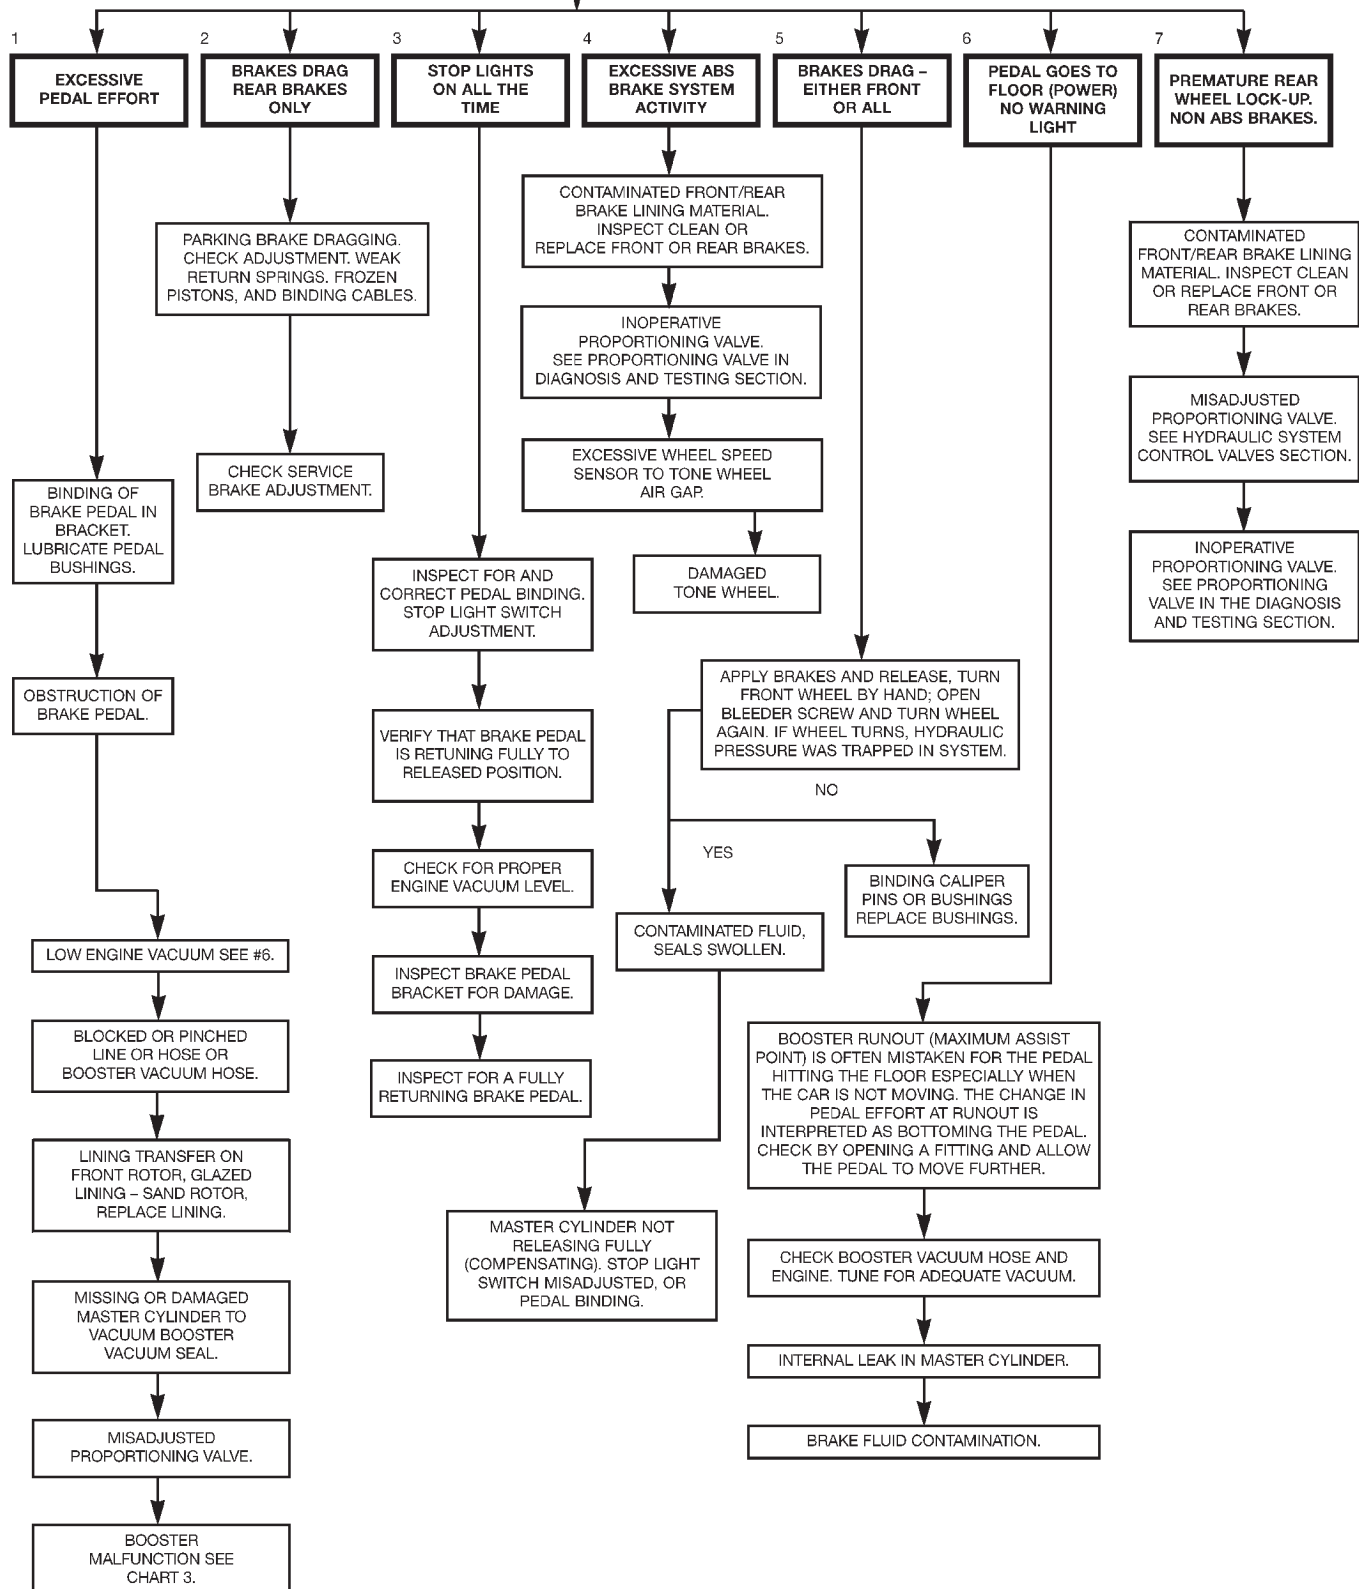 1
EXCESSIVE
PEDAL EFFORT
BINDING OF
BRAKE PEDAL IN
BRACKET.
LUBRICATE PEDAL
BUSHINGS.
OBSTRUCTION OF
BRAKE PEDAL.
LOW ENGINE VACUUM SEE #6.
BLOCKED OR PINCHED
LINE OR HOSE OR
BOOSTER VACUUM HOSE.
LINING TRANSFER ON
FRONT ROTOR, GLAZED
LINING – SAND ROTOR,
REPLACE LINING.
MISSING OR DAMAGED
MASTER CYLINDER TO
VACUUM BOOSTER
VACUUM SEAL.
MISADJUSTED
PROPORTIONING VALVE.
BOOSTER
MALFUNCTION SEE
CHART 3.
2
BRAKES DRAG
REAR BRAKES
ONLY
PARKING BRAKE DRAGGING.
CHECK ADJUSTMENT. WEAK
RETURN SPRINGS. FROZEN
PISTONS, AND BINDING CABLES.
CHECK SERVICE
BRAKE ADJUSTMENT.
3
STOP LIGHTS
ON ALL THE
TIME
INSPECT FOR AND
CORRECT PEDAL BINDING.
STOP LIGHT SWITCH
ADJUSTMENT.
VERIFY THAT BRAKE PEDAL
IS RETUNING FULLY TO
RELEASED POSITION.
CHECK FOR PROPER
ENGINE VACUUM LEVEL.
INSPECT BRAKE PEDAL
BRACKET FOR DAMAGE.
INSPECT FOR A FULLY
RETURNING BRAKE PEDAL.
4
EXCESSIVE ABS
BRAKE SYSTEM
ACTIVITY
CONTAMINATED FRONT/REAR
BRAKE LINING MATERIAL.
INSPECT CLEAN OR
REPLACE FRONT OR REAR BRAKES.
INOPERATIVE
PROPORTIONING VALVE.
SEE PROPORTIONING VALVE IN
DIAGNOSIS AND TESTING SECTION.
EXCESSIVE WHEEL SPEED
SENSOR TO TONE WHEEL
AIR GAP.
DAMAGED
TONE WHEEL.
5
BRAKES DRAG –
EITHER FRONT
OR ALL
APPLY BRAKES AND RELEASE, TURN
FRONT WHEEL BY HAND; OPEN
BLEEDER SCREW AND TURN WHEEL
AGAIN. IF WHEEL TURNS, HYDRAULIC
PRESSURE WAS TRAPPED IN SYSTEM.
NO
YES
BINDING CALIPER
PINS OR BUSHINGS
REPLACE BUSHINGS.
CONTAMINATED FLUID,
SEALS SWOLLEN.
MASTER CYLINDER NOT
RELEASING FULLY
(COMPENSATING). STOP LIGHT
SWITCH MISADJUSTED, OR
PEDAL BINDING.
6
PEDAL GOES TO
FLOOR (POWER)
NO WARNING
LIGHT
BOOSTER RUNOUT (MAXIMUM ASSIST
POINT) IS OFTEN MISTAKEN FOR THE PEDAL
HITTING THE FLOOR ESPECIALLY WHEN
THE CAR IS NOT MOVING. THE CHANGE IN
PEDAL EFFORT AT RUNOUT IS
INTERPRETED AS BOTTOMING THE PEDAL.
CHECK BY OPENING A FITTING AND ALLOW
THE PEDAL TO MOVE FURTHER.
CHECK BOOSTER VACUUM HOSE AND
ENGINE. TUNE FOR ADEQUATE VACUUM.
INTERNAL LEAK IN MASTER CYLINDER.
BRAKE FLUID CONTAMINATION.
7
PREMATURE REAR
WHEEL LOCK-UP.
NON ABS BRAKES.
CONTAMINATED
FRONT/REAR BRAKE LINING
MATERIAL. INSPECT CLEAN
OR REPLACE FRONT OR
REAR BRAKES.
MISADJUSTED
PROPORTIONING VALVE.
SEE HYDRAULIC SYSTEM
CONTROL VALVES SECTION.
INOPERATIVE
PROPORTIONING VALVE.
SEE PROPORTIONING
VALVE IN THE DIAGNOSIS
AND TESTING SECTION.